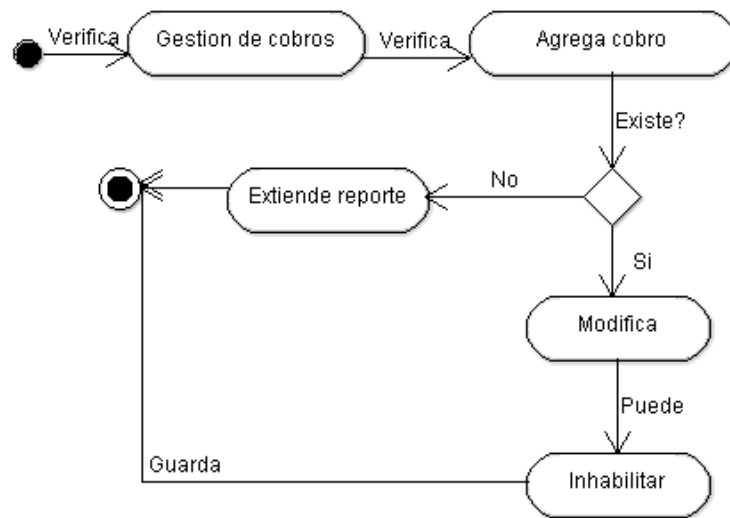 Verifica
Gestion de cobros
Verifica
Agrega cobro
Existe?
No
Extiende reporte
Si
Modifica
Puede
Guarda
Inhabilitar